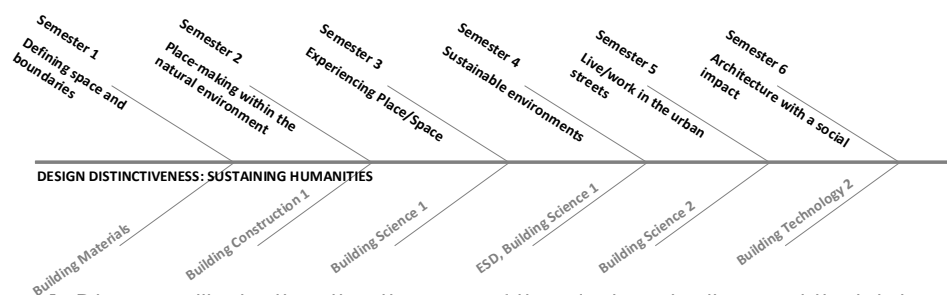 Semester 1
Defining space and
boundaries
Semester 2
Place-making within the
natural environment
Semester 3
Experiencing Place/Space
Semester 4
Sustainable environments
Semester 5
Live/work in the urban
streets
Semester 6
Architecture with a social
impact
DESIGN DISTINCTIVENESS: SUSTAINING HUMANITIES
Building Materials
Building Construction 1
Building Science 1
ESD, Building Science 1
Building Science 2
Building Technology 2